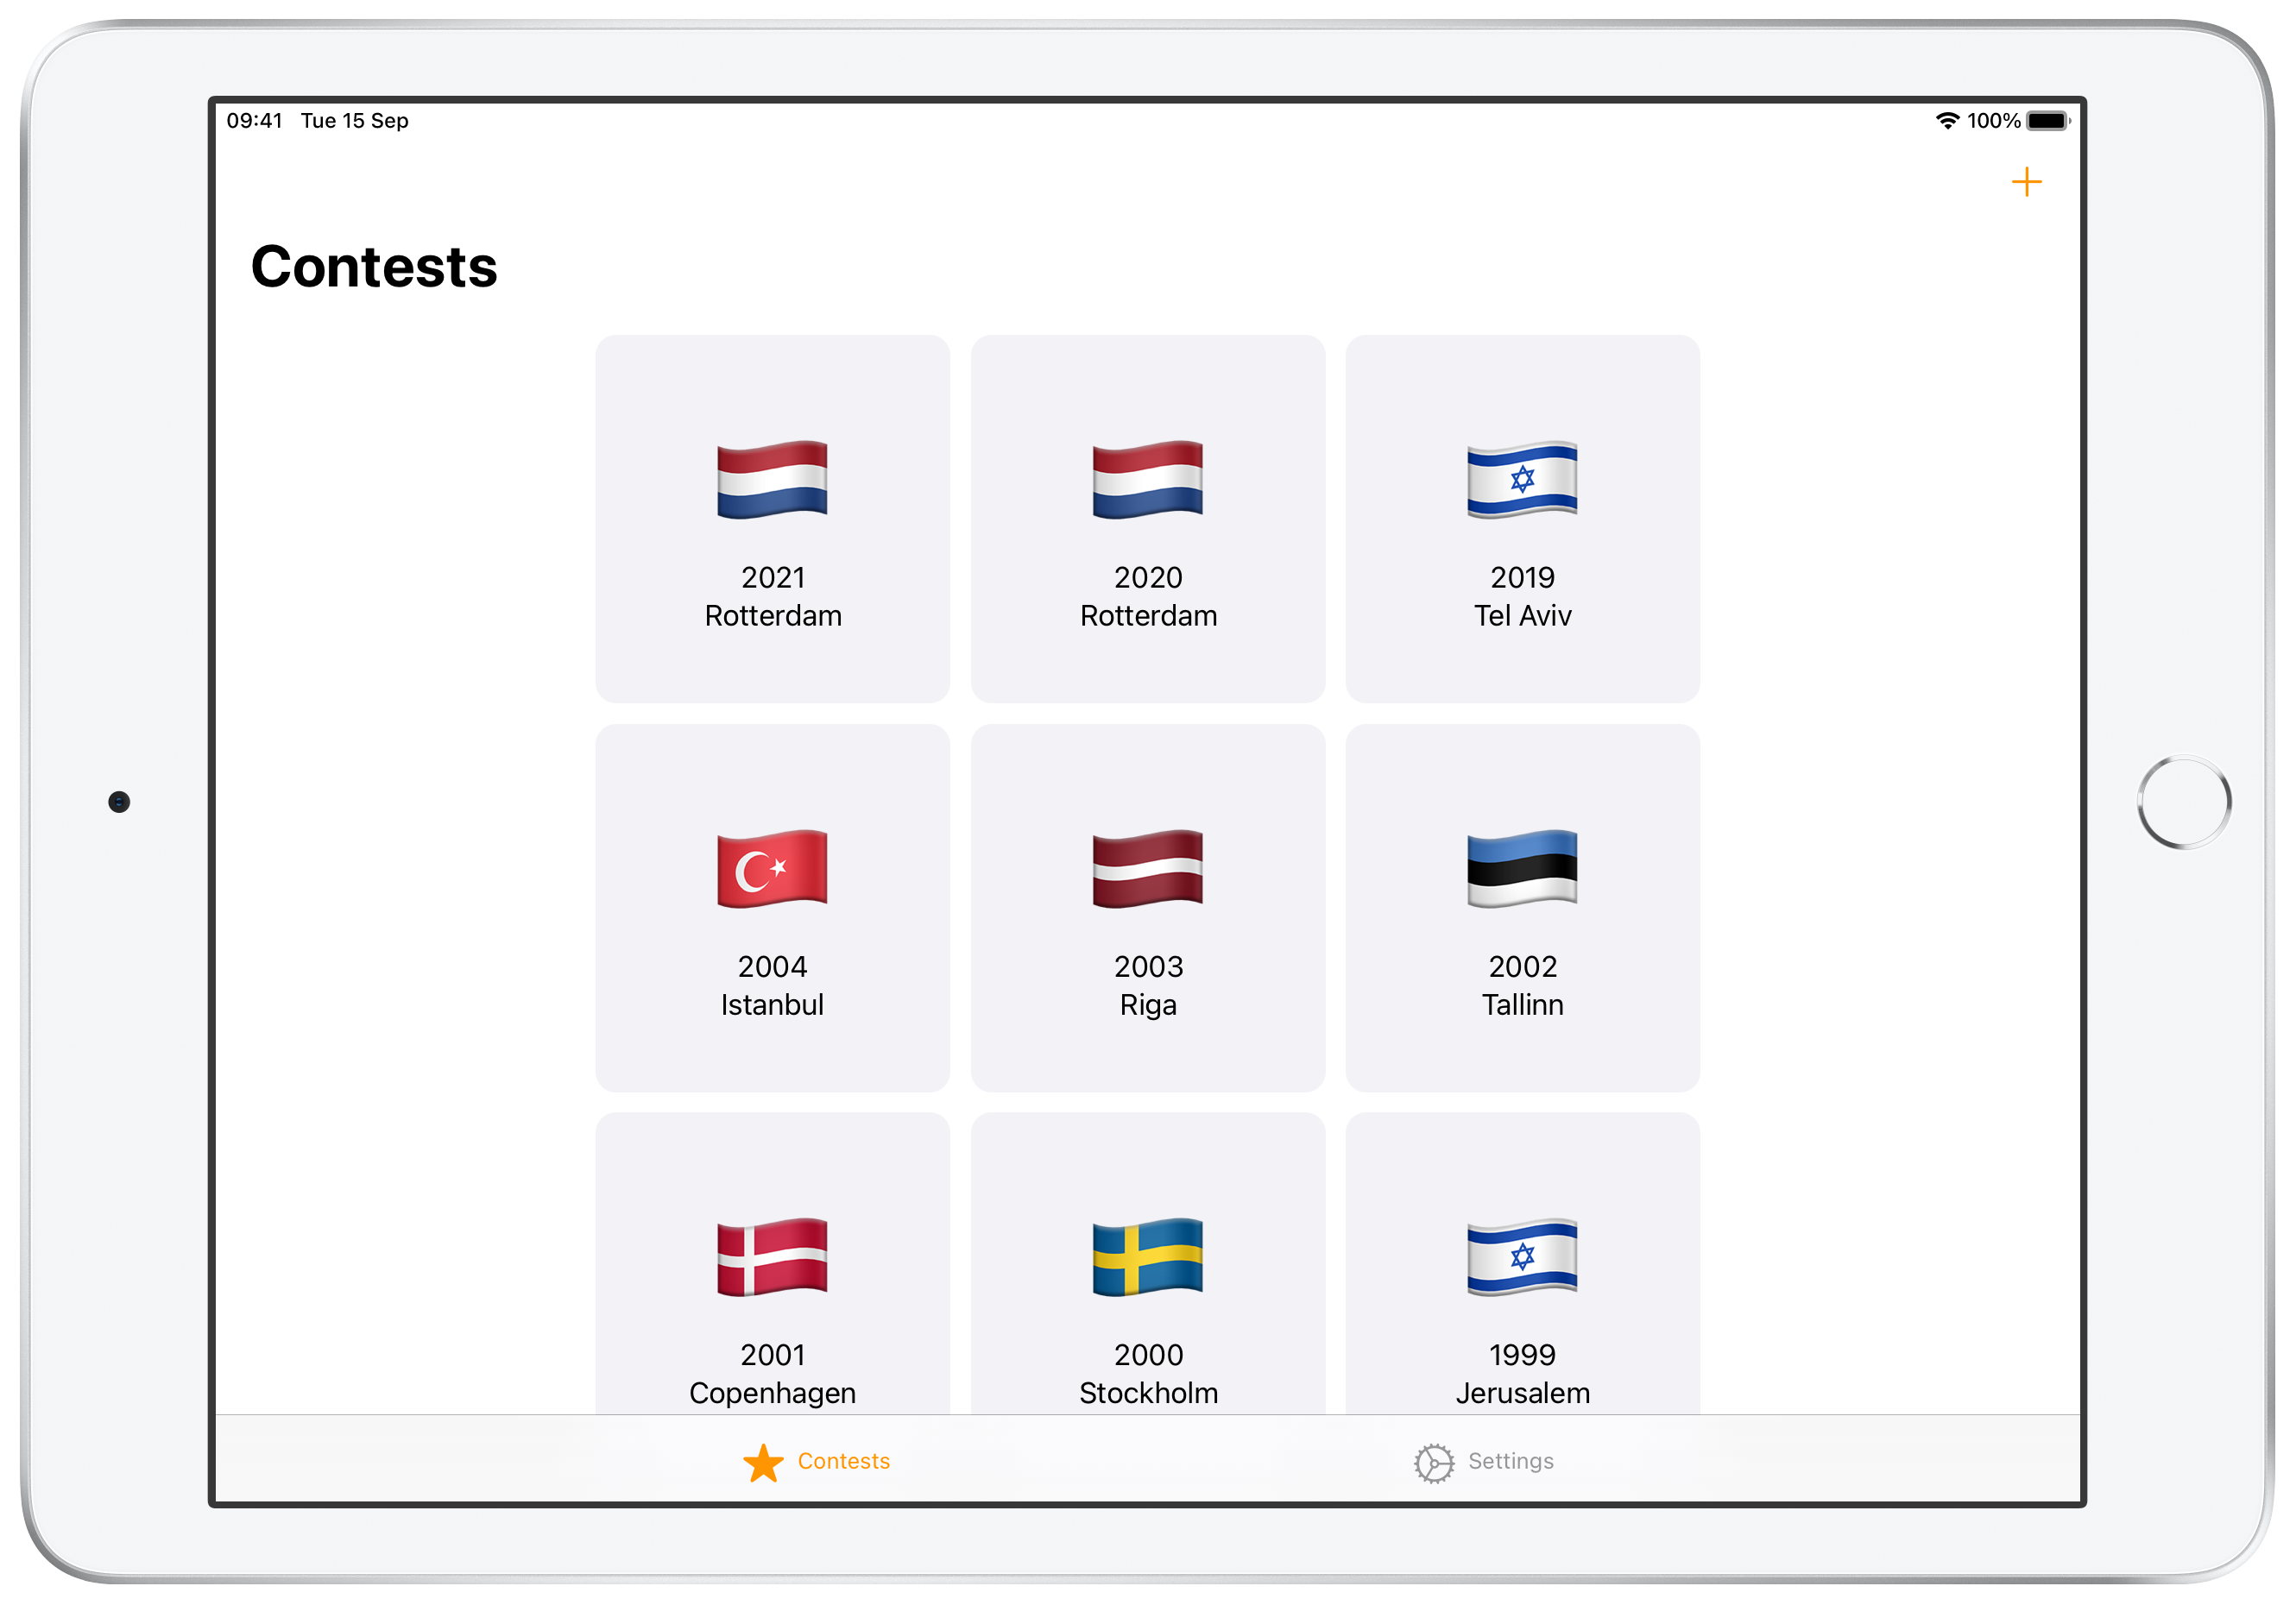 09:41 Tue 15 Sep
100%
Contests
2021
Rotterdam
2020
Rotterdam
2019
Tel Aviv
2004
Istanbul
2003
Riga
2002
Tallinn
2001
Copenhagen
2000
Stockholm
1999
Jerusalem
Contests
Settings